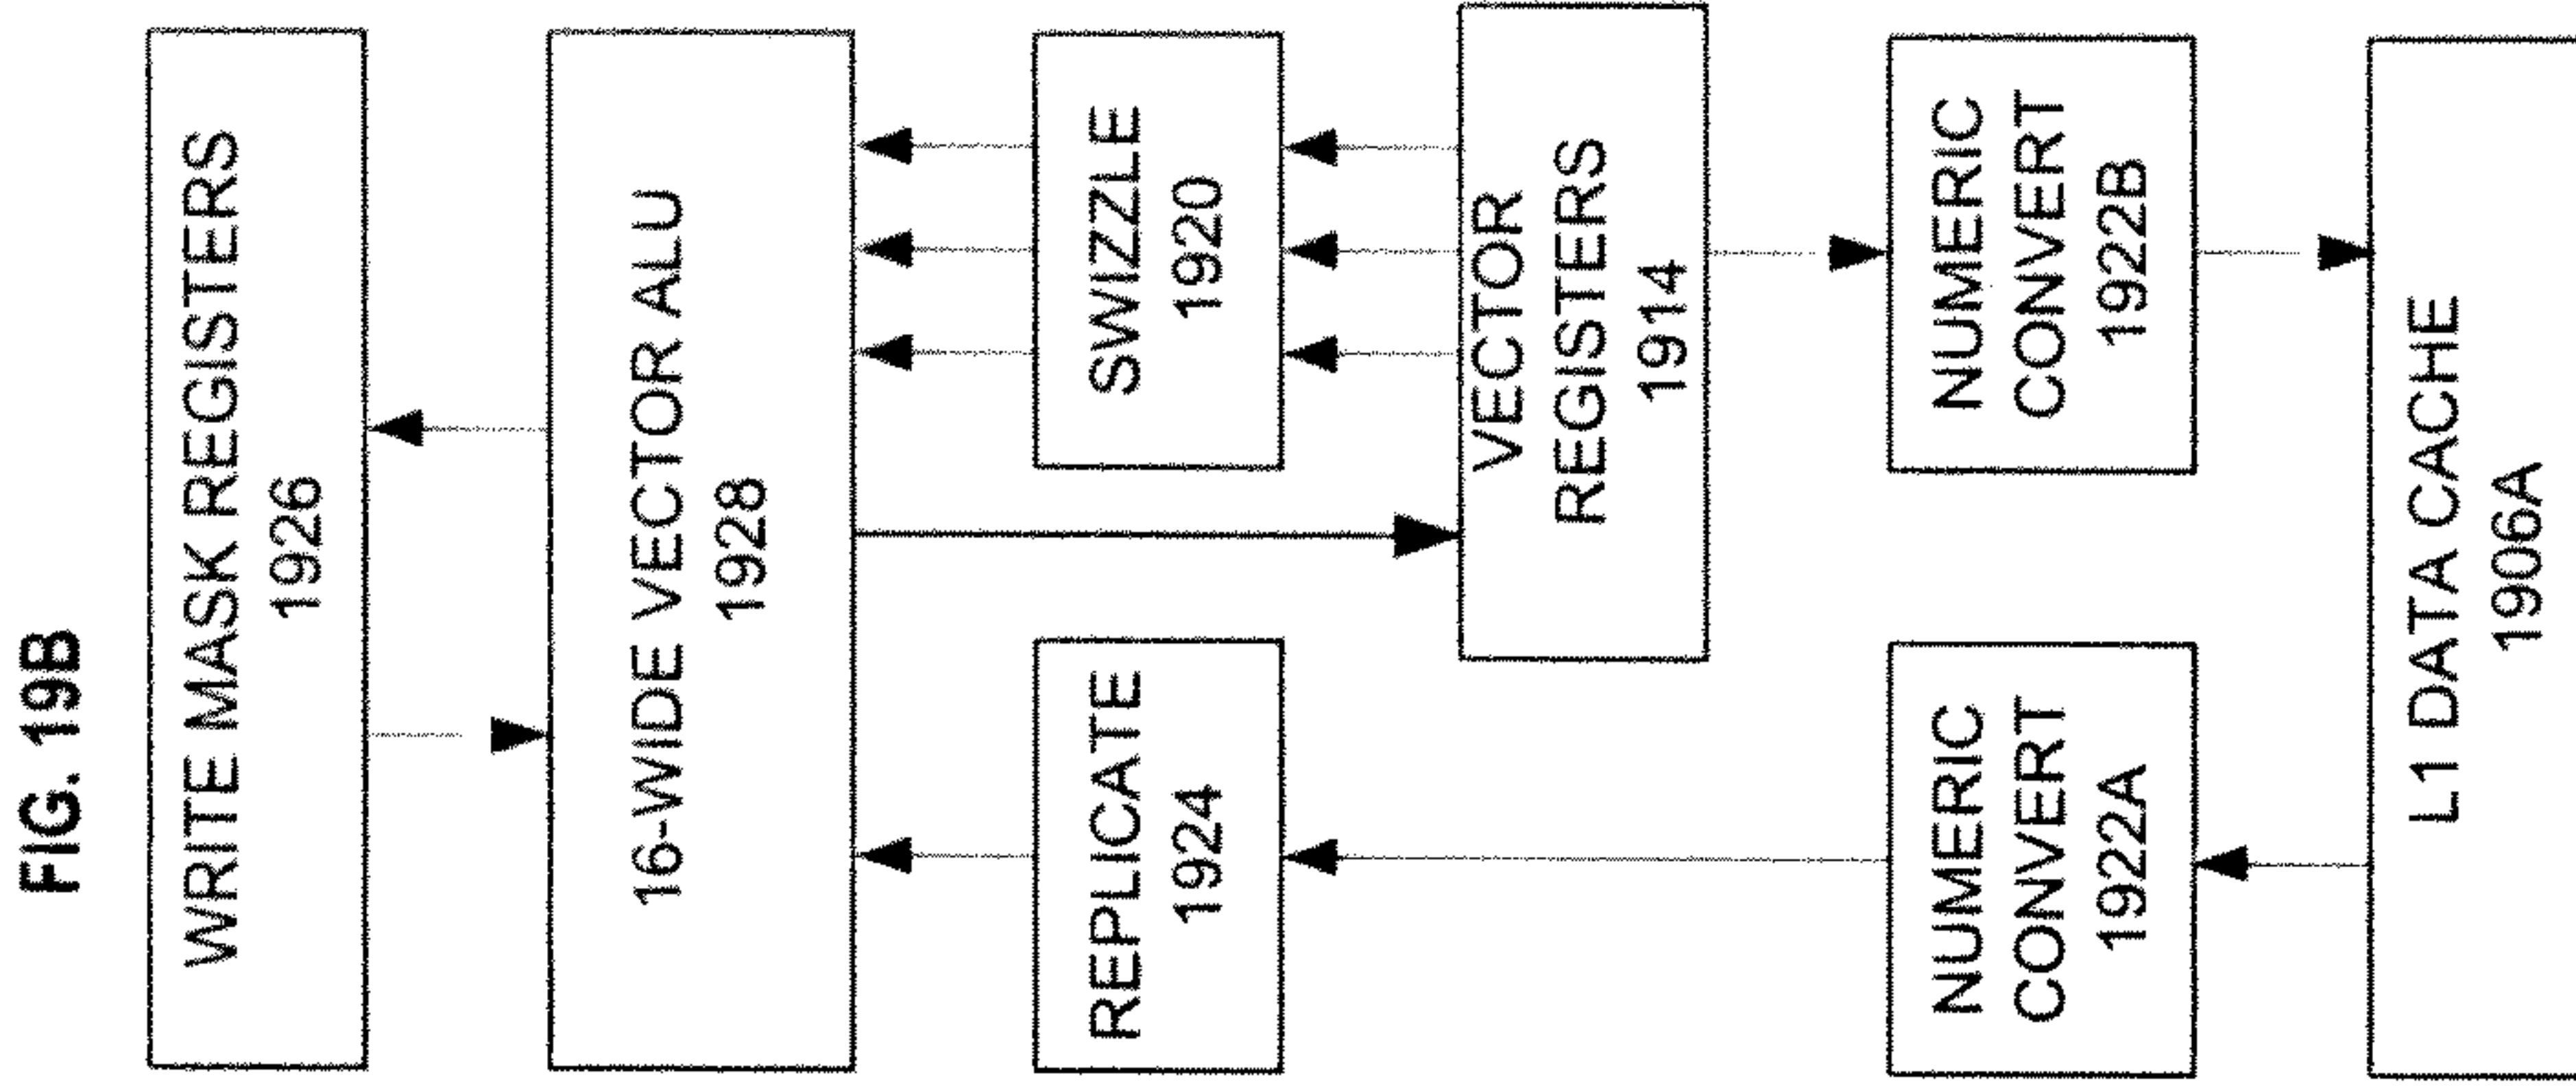 FIG. 19B
WRITE MASK REGISTERS
1926
16-WIDE VECTOR ALU
1928
REPLICATE
1924
SWIZZLE
1920
VECTOR
REGISTERS
1914
NUMERIC
CONVERT
1922A
NUMERIC
CONVERT
1922B
L1 DATA CACHE
1906A